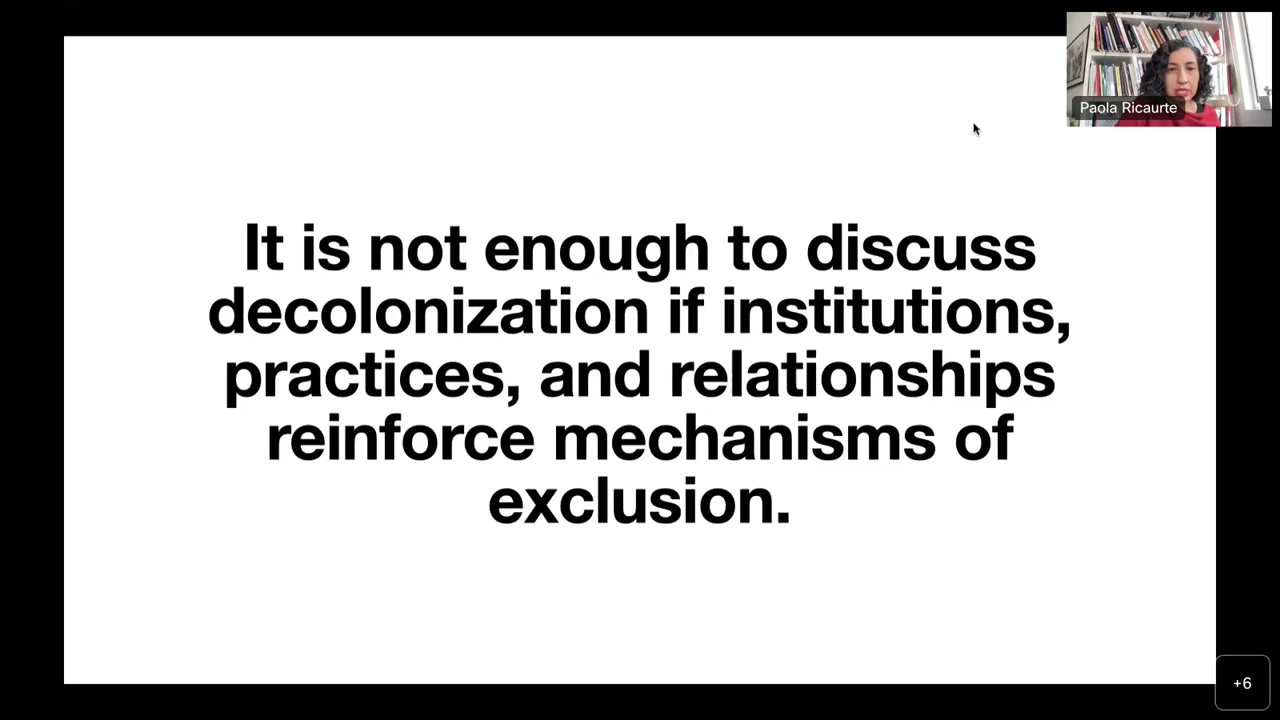 Paola Ricaurte
It is not enough to discuss
decolonization if institutions,
practices, and relationships
reinforce mechanisms of
exclusion.
+6